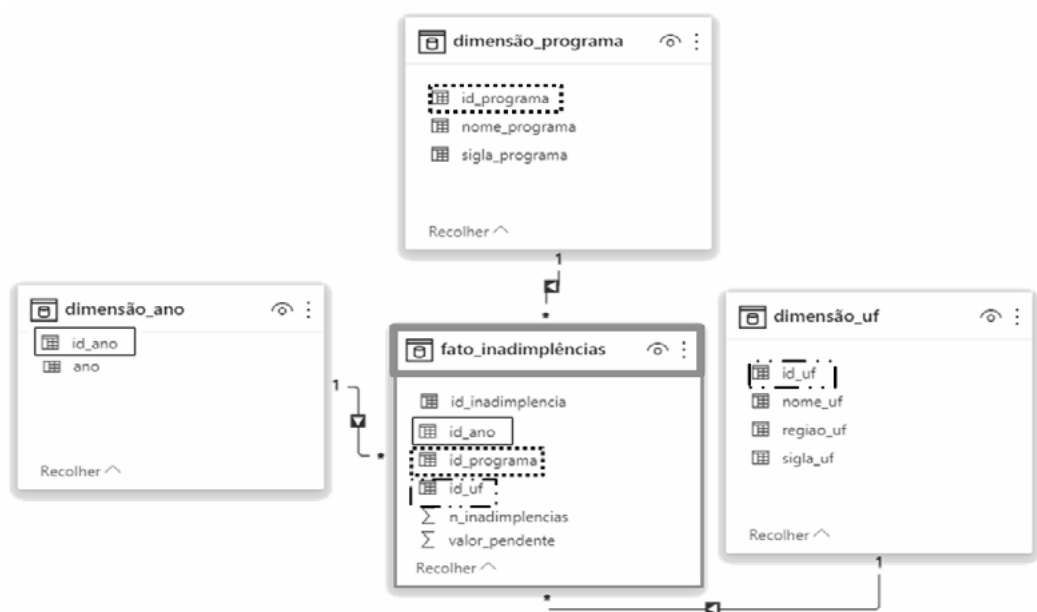 dimensão_programa
id_programa
nome_programa
sigla_programa
Recolher
1
*
dimensão_ano
id_ano
ano
Recolher
1
*
fato_inadimplências
id_inadimplencia
id_ano
id_programa
id_uf
∑ n_inadimplencias
∑ valor_pendente
Recolher
*
dimensão_uf
id_uf
nome_uf
regiao_uf
sigla_uf
Recolher
1